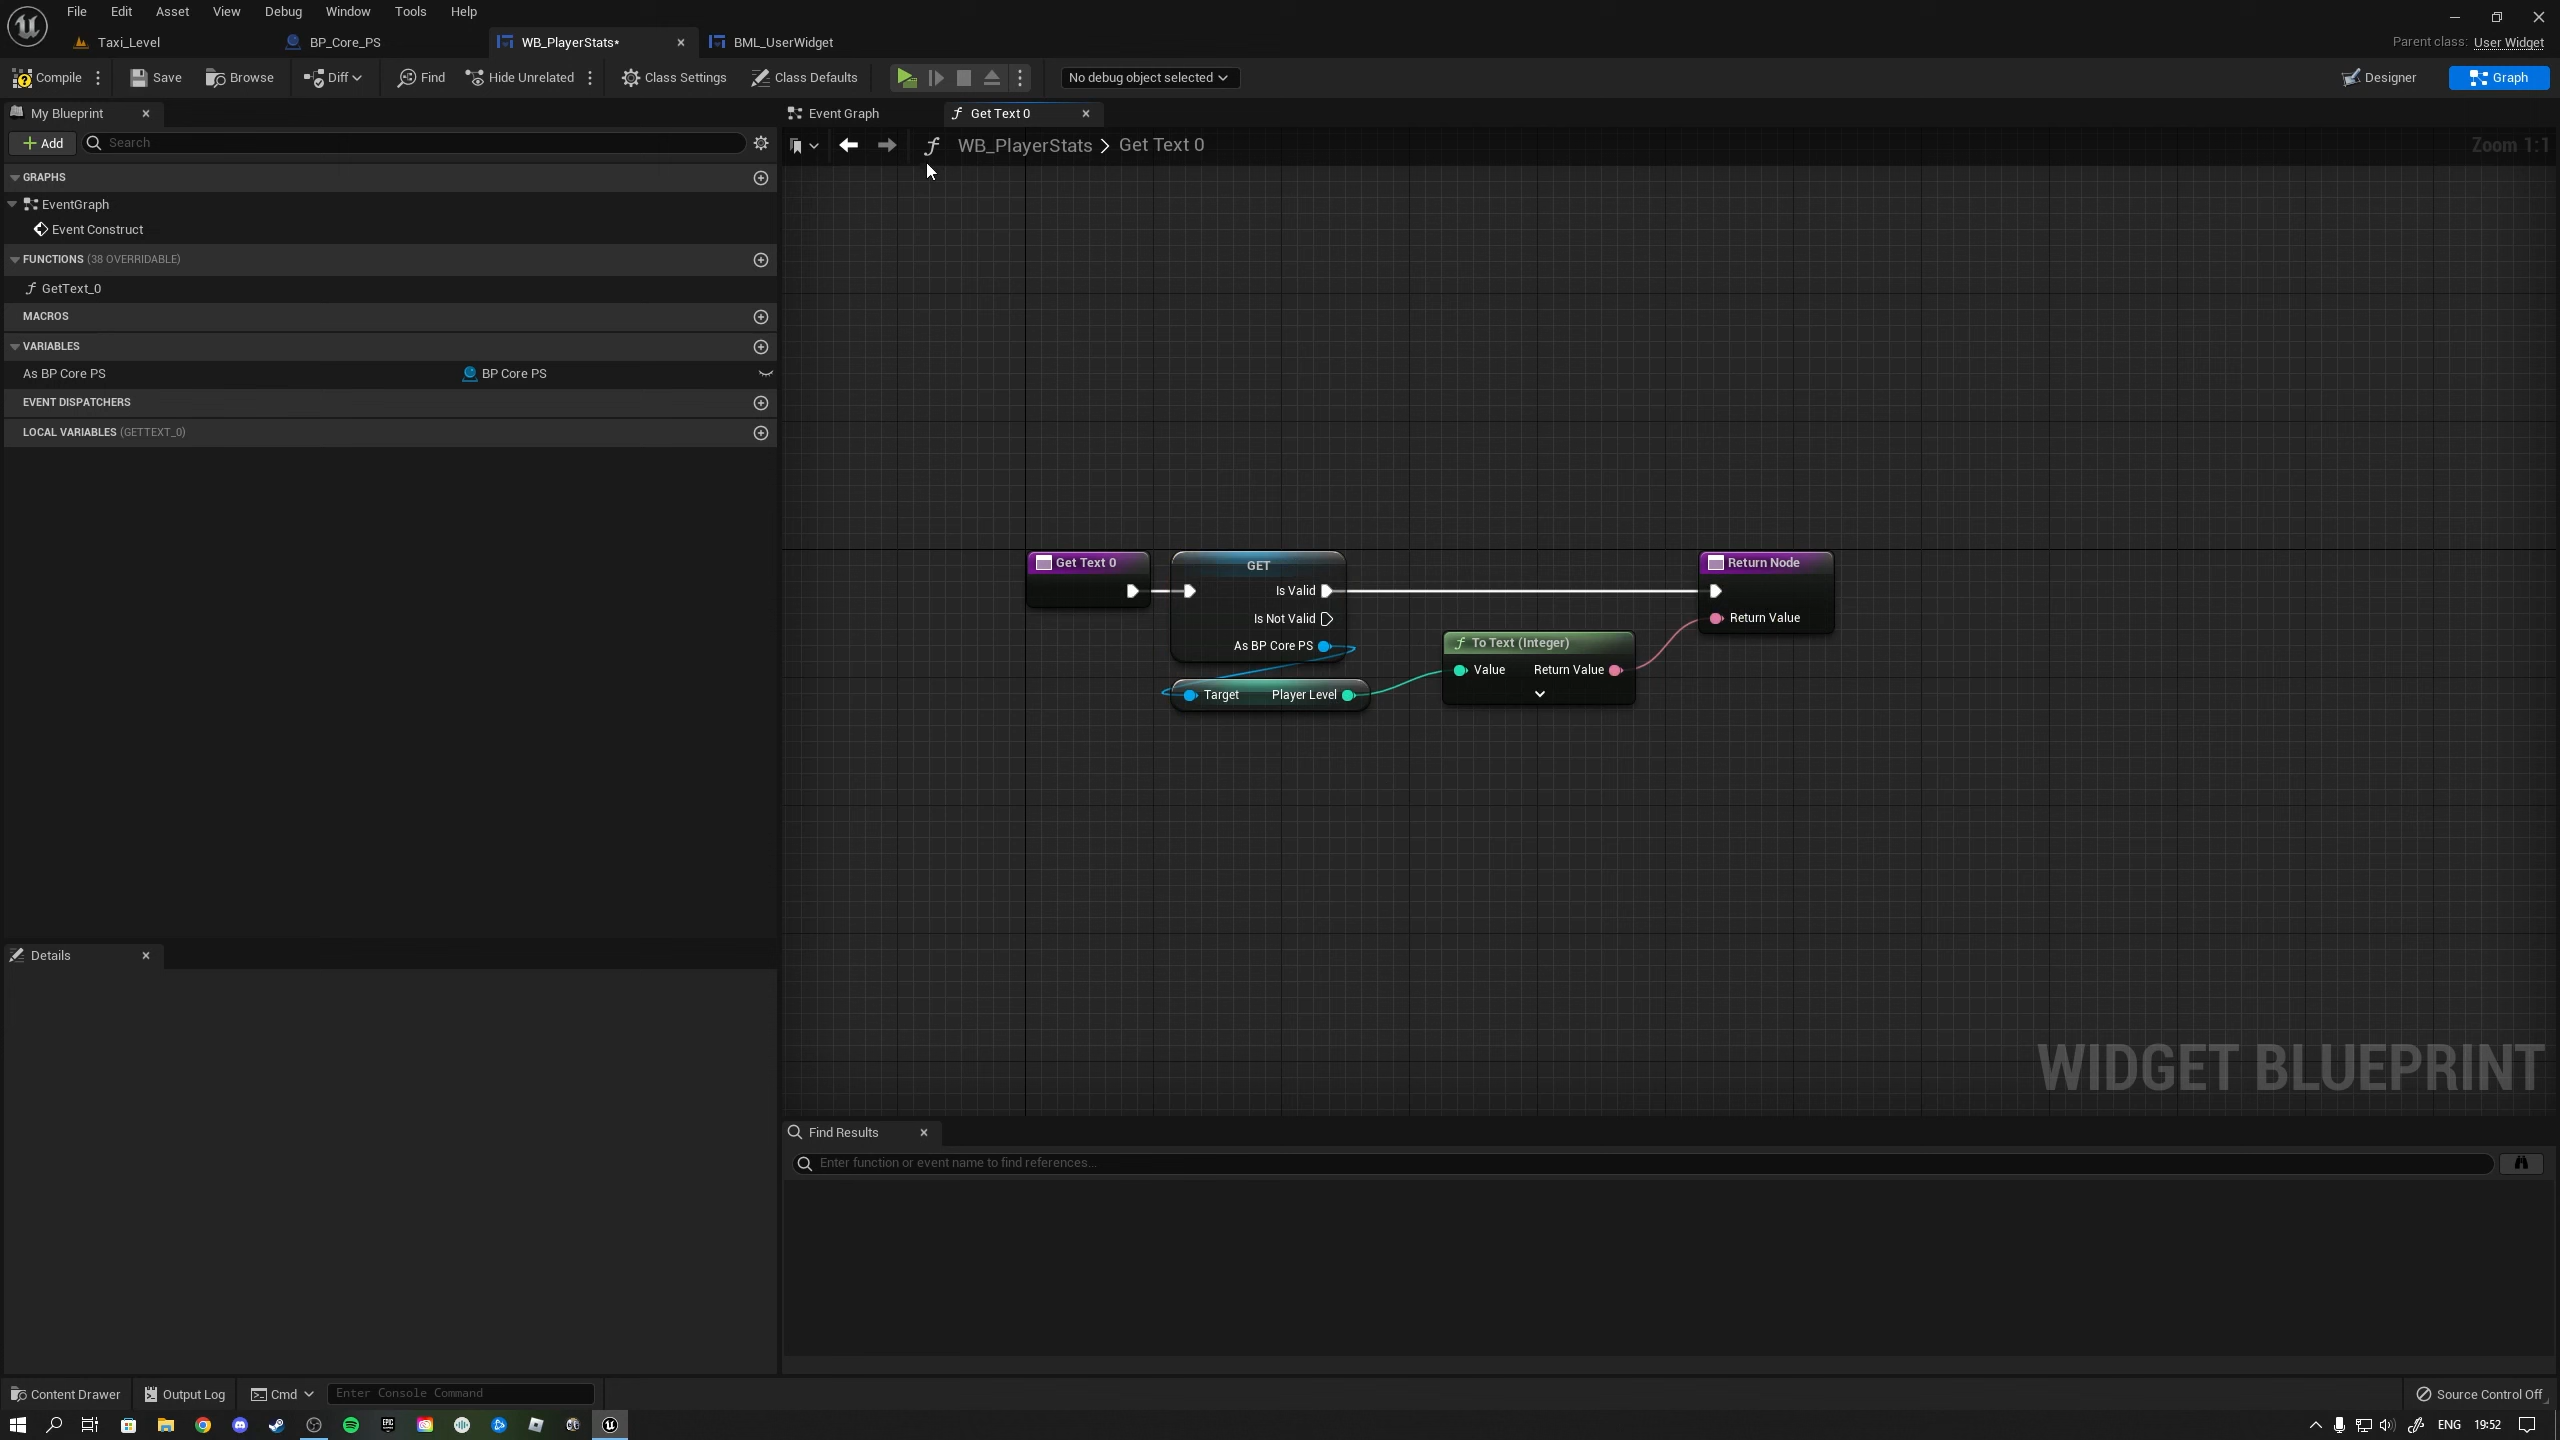 File Edit Asset View Debug Window Tools Help
Taxi_Level BP_Core_PS WB_PlayerStats* BML_UserWidget
Parent class: User Widget
Compile Save Browse Diff Find Hide Unrelated Class Settings Class Defaults No debug object selected Designer Graph
My Blueprint
Add Search
GRAPHS
EventGraph
Event Construct
FUNCTIONS (38 OVERRIDABLE)
GetText_0
MACROS
VARIABLES
As BP Core PS BP Core PS
EVENT DISPATCHERS
LOCAL VARIABLES (GETTEXT_0)
Details
Event Graph Get Text 0
WB_PlayerStats > Get Text 0 Zoom 1:1
Get Text 0
GET
Is Valid
Is Not Valid
As BP Core PS
Target Player Level
To Text (Integer)
Value Return Value
Return Node
Return Value
WIDGET BLUEPRINT
Find Results
Enter function or event name to find references...
Content Drawer Output Log Cmd Enter Console Command Source Control Off
EPIC
ENG 19:52